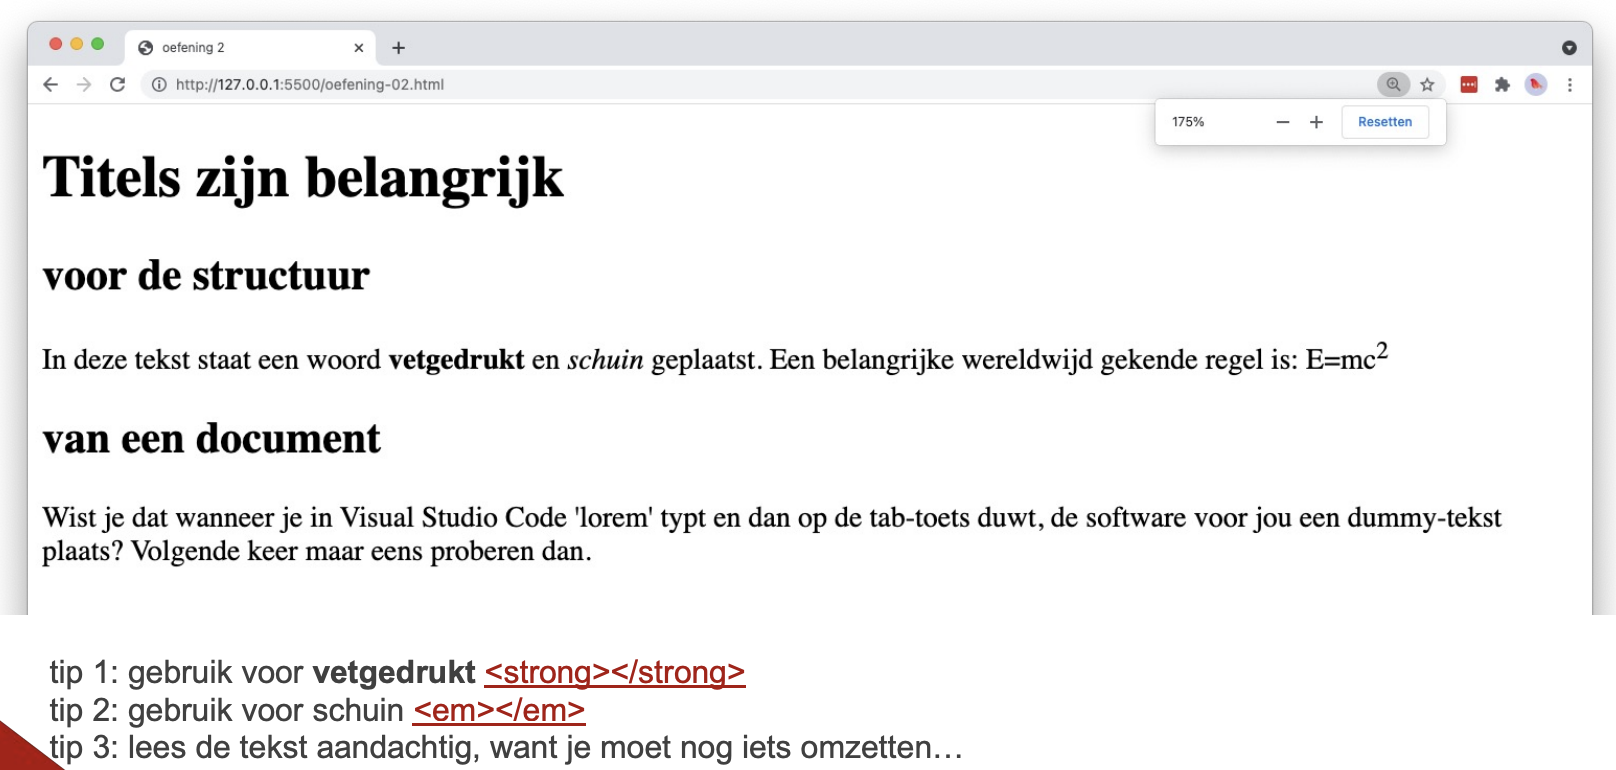 oefening 2
http://127.0.0.1:5500/oefening-02.html
175%
Resetten
Titels zijn belangrijk
voor de structuur
In deze tekst staat een woord vetgedrukt en schuin geplaatst. Een belangrijke wereldwijd gekende regel is: E=mc2
van een document
Wist je dat wanneer je in Visual Studio Code 'lorem' typt en dan op de tab-toets duwt, de software voor jou een dummy-tekst
plaats? Volgende keer maar eens proberen dan.
tip 1: gebruik voor vetgedrukt <strong></strong>
tip 2: gebruik voor schuin <em></em>
tip 3: lees de tekst aandachtig, want je moet nog iets omzetten…